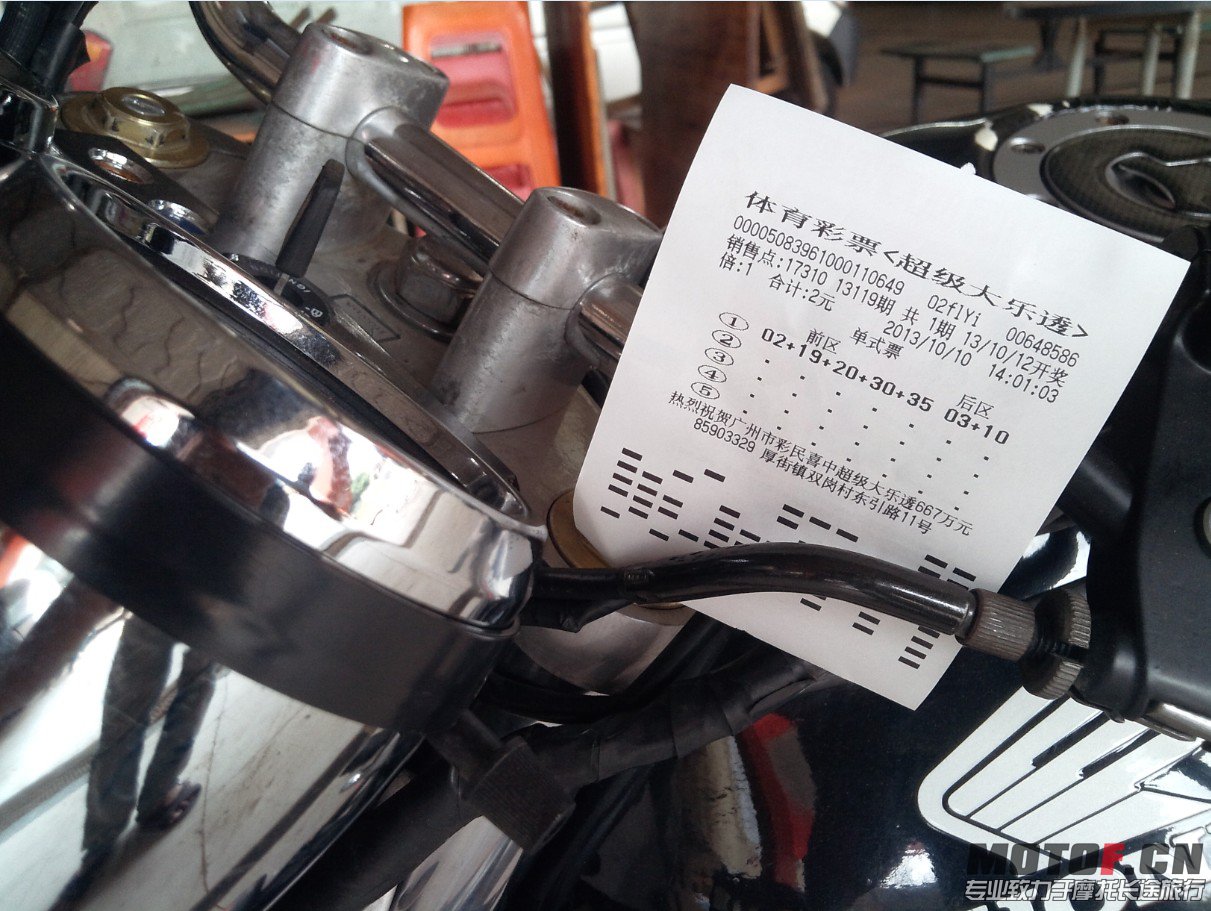 体育彩票<超级大乐透>
00005083961000110649 02flYi 00648586
销售点:17310 13119期 共 1期 13/10/12开奖
倍:1 合计:2元 2013/10/10 14:01:03
前区 单式票 后区
① 02+19+20+30+35 03+10
②
③
④
⑤
热烈祝贺广州市彩民喜中超级大乐透667万元
85903329 厚街镇双岗村东引路11号
MOTOF.CN
专业致力于摩托长途旅行